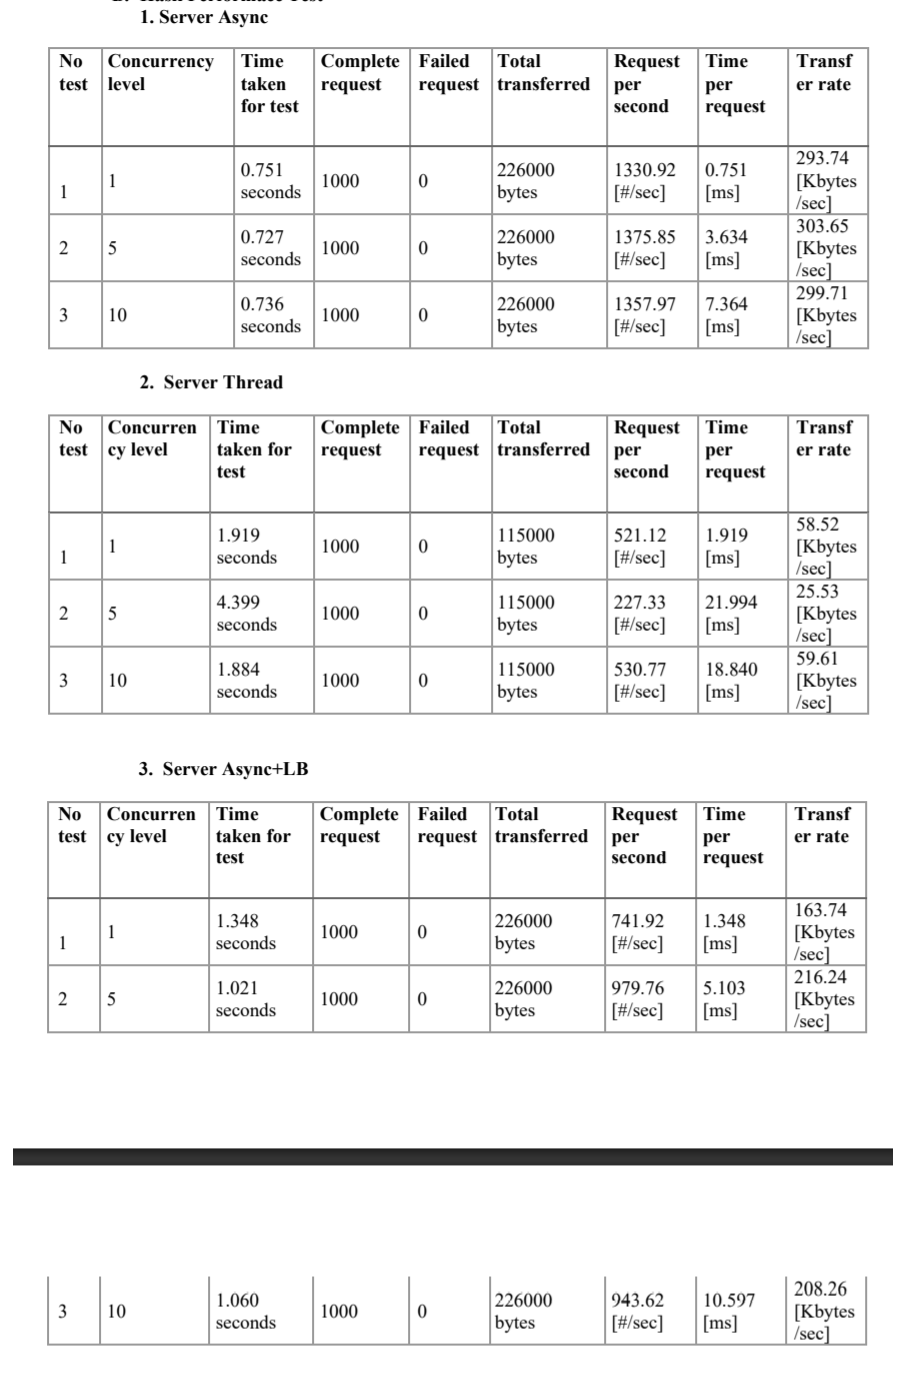 1. Server Async
No Concurrency Time Complete Failed Total Request Time Transf
test level taken request request transferred per per er rate
for test second request
1 1 0.751 seconds 1000 0 226000 bytes 1330.92 [#/sec] 0.751 [ms] 293.74 [Kbytes /sec]
2 5 0.727 seconds 1000 0 226000 bytes 1375.85 [#/sec] 3.634 [ms] 303.65 [Kbytes /sec]
3 10 0.736 seconds 1000 0 226000 bytes 1357.97 [#/sec] 7.364 [ms] 299.71 [Kbytes /sec]
2. Server Thread
No Concurren Time Complete Failed Total Request Time Transf
test cy level taken for request request transferred per per er rate
test second request
1 1 1.919 seconds 1000 0 115000 bytes 521.12 [#/sec] 1.919 [ms] 58.52 [Kbytes /sec]
2 5 4.399 seconds 1000 0 115000 bytes 227.33 [#/sec] 21.994 [ms] 25.53 [Kbytes /sec]
3 10 1.884 seconds 1000 0 115000 bytes 530.77 [#/sec] 18.840 [ms] 59.61 [Kbytes /sec]
3. Server Async+LB
No Concurren Time Complete Failed Total Request Time Transf
test cy level taken for request request transferred per per er rate
test second request
1 1 1.348 seconds 1000 0 226000 bytes 741.92 [#/sec] 1.348 [ms] 163.74 [Kbytes /sec]
2 5 1.021 seconds 1000 0 226000 bytes 979.76 [#/sec] 5.103 [ms] 216.24 [Kbytes /sec]
3 10 1.060 seconds 1000 0 226000 bytes 943.62 [#/sec] 10.597 [ms] 208.26 [Kbytes /sec]